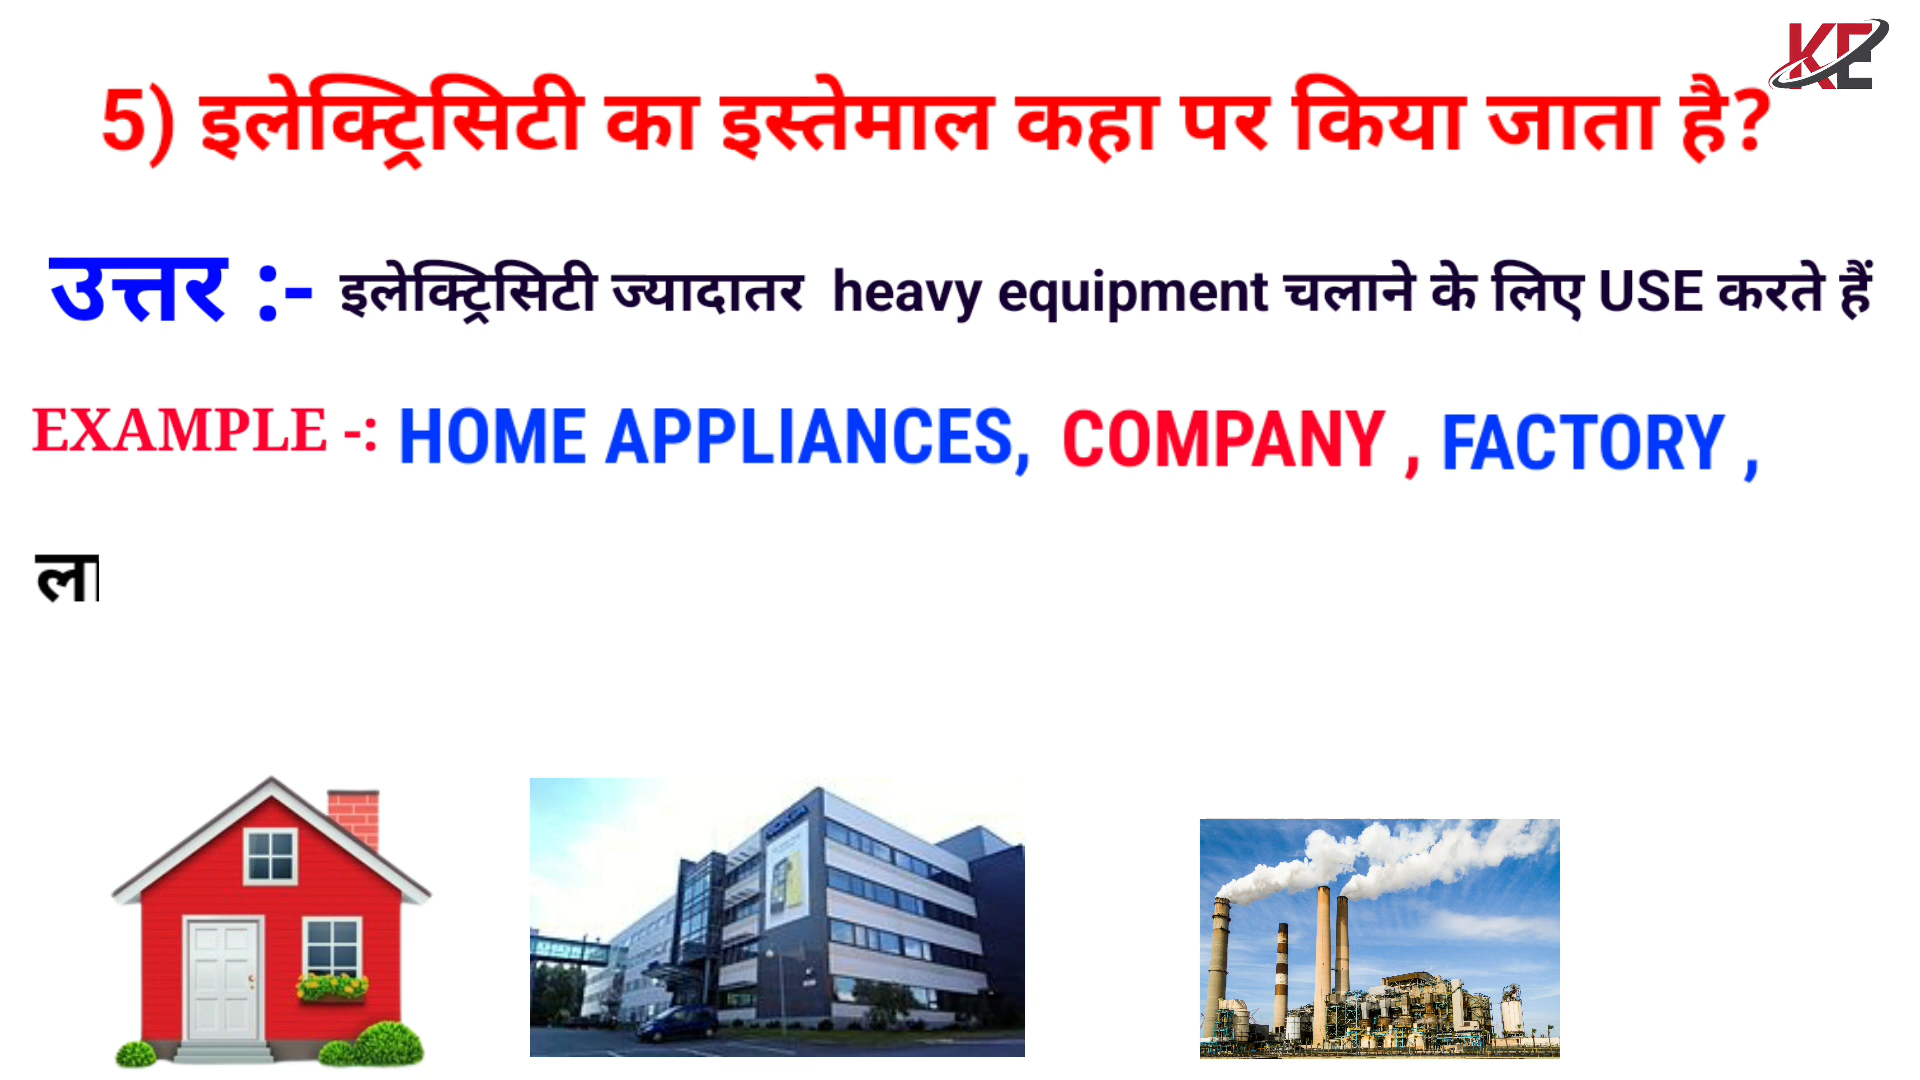 KE
5) इलेक्ट्रिसिटी का इस्तेमाल कहा पर किया जाता है?
उत्तर :- इलेक्ट्रिसिटी ज्यादातर heavy equipment चलाने के लिए USE करते हैं
EXAMPLE -: HOME APPLIANCES, COMPANY , FACTORY ,
ला